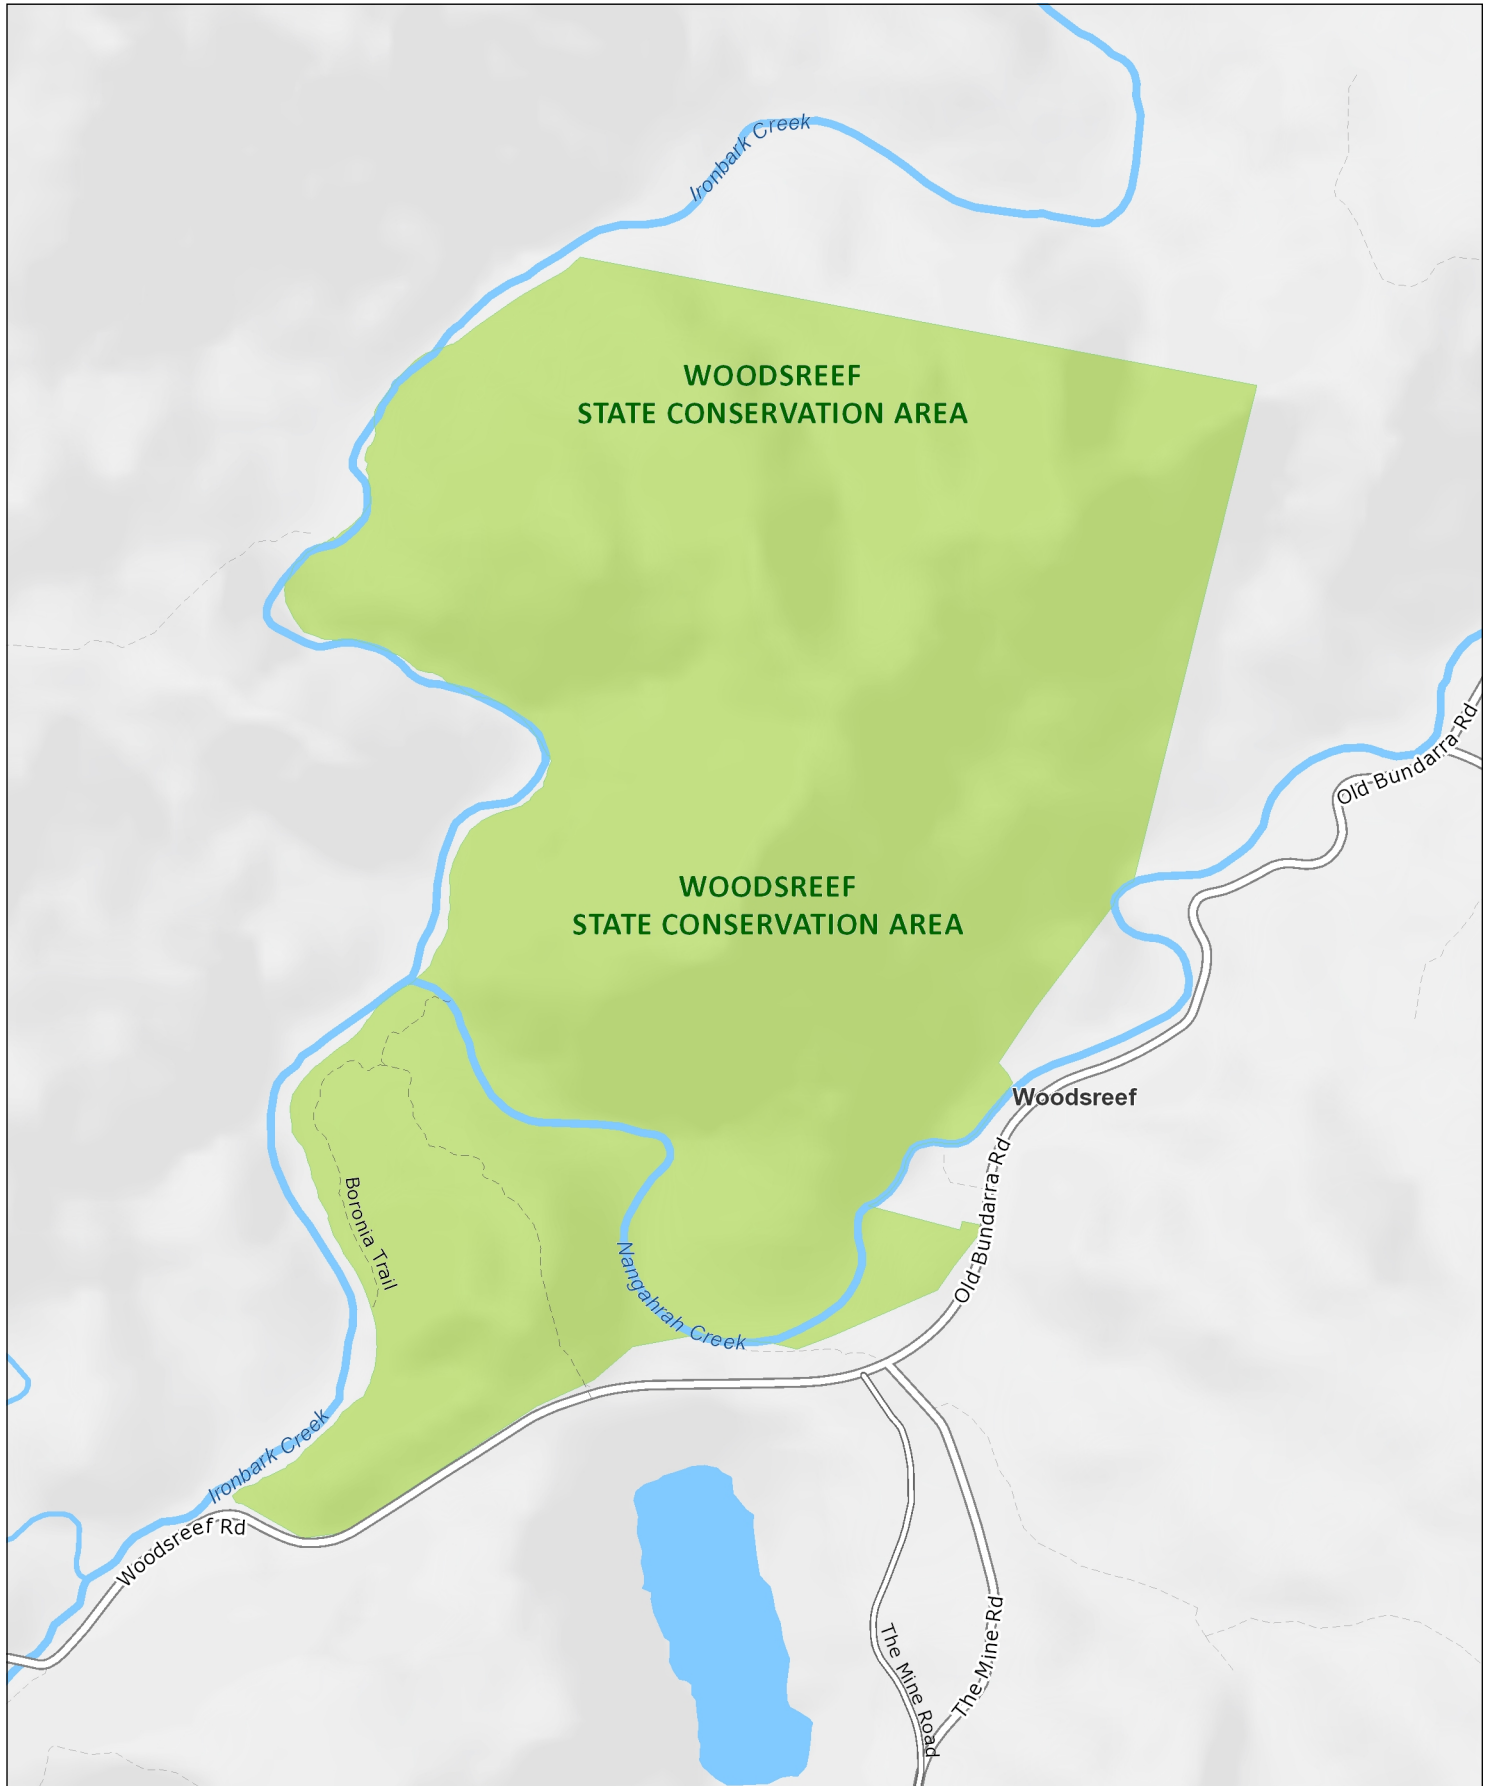 Ironbark Creek
WOODSREEF
STATE CONSERVATION AREA
Old Bundarra Rd
WOODSREEF
STATE CONSERVATION AREA
Woodsreef
Boronia Trail
Old Bundarra Rd
Nangahrah Creek
Ironbark Creek
Woodsreef Rd
The Mine Road
The Mine Rd